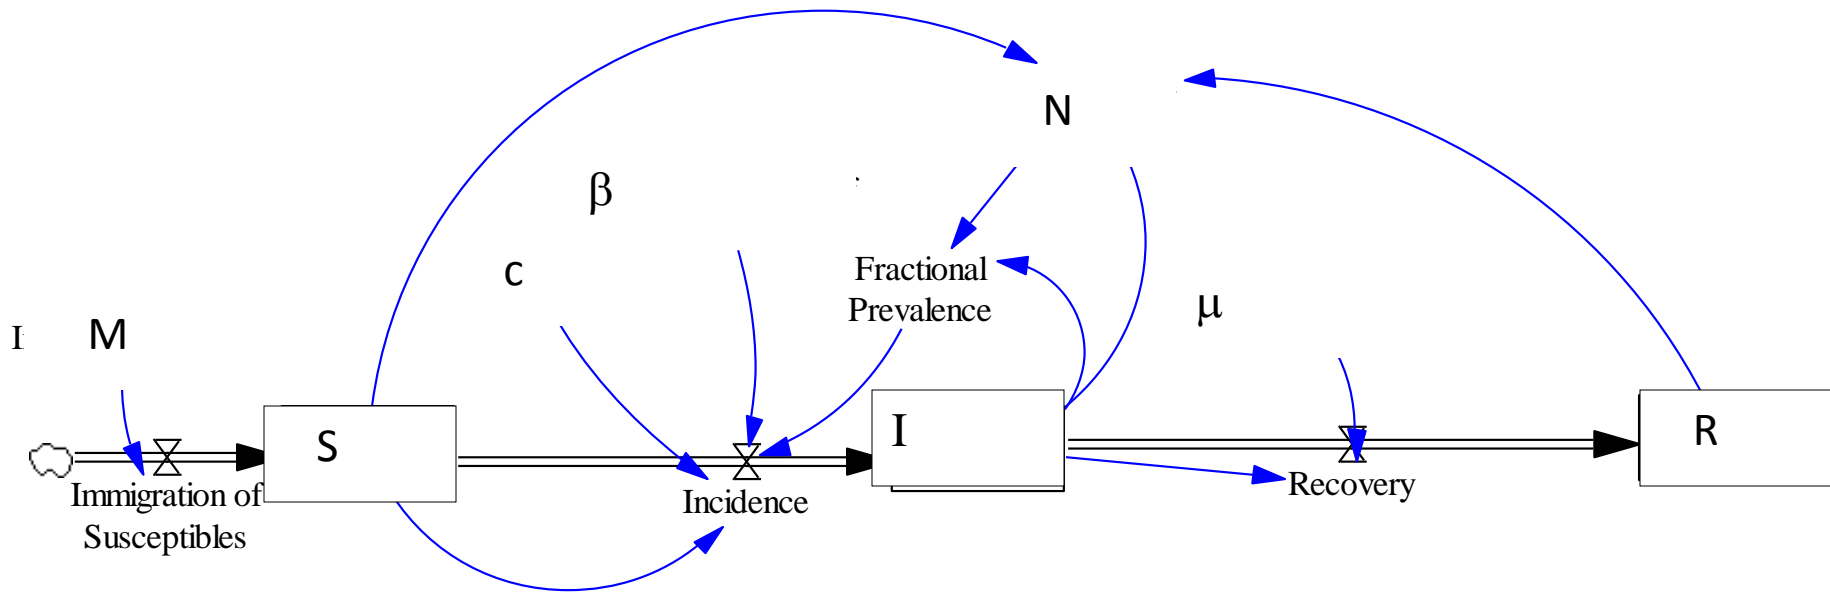 N
β
c
Fractional
Prevalence
μ
M
S
I
R
Immigration of
Susceptibles
Incidence
Recovery